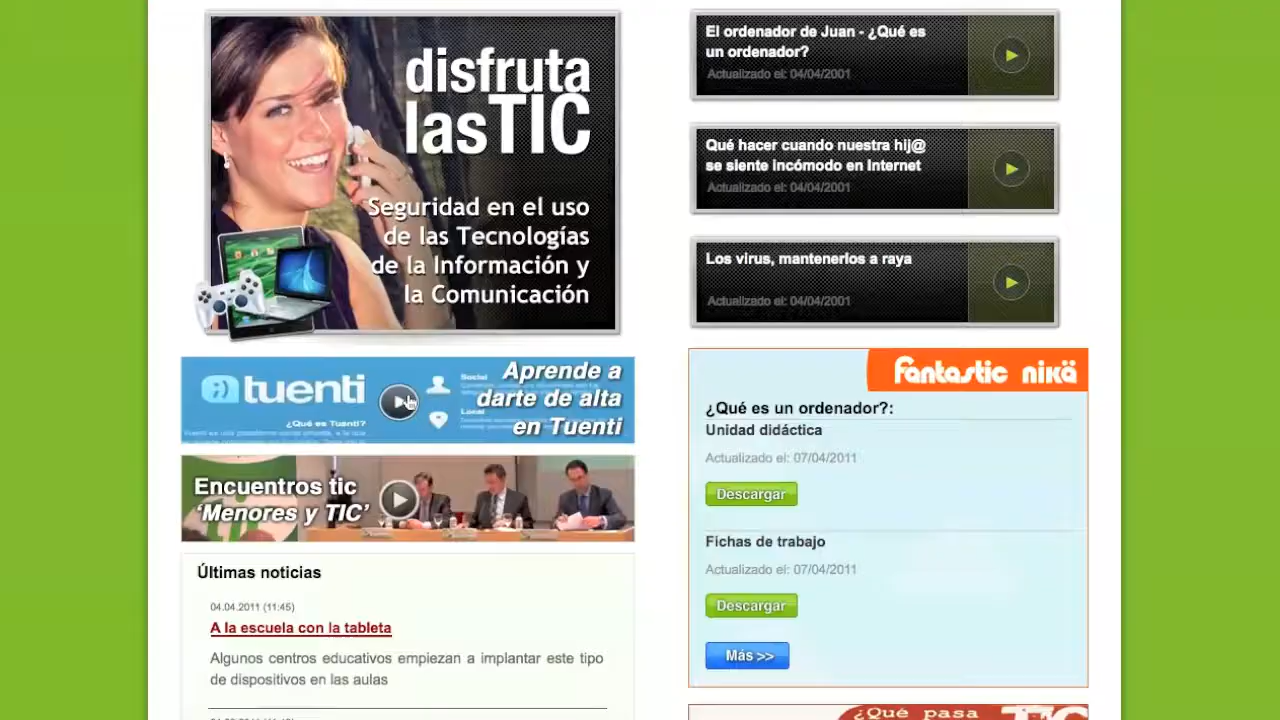 disfruta
lasTIC
Seguridad en el uso
de las Tecnologías
de la Información y
la Comunicación
tuenti
¿Qué es Tuenti?
Social
Local
Aprende a
darte de alta
en Tuenti
Encuentros tic
‘Menores y TIC’
Últimas noticias
04.04.2011 (11:45)
A la escuela con la tableta
Algunos centros educativos empiezan a implantar este tipo
de dispositivos en las aulas
El ordenador de Juan - ¿Qué es
un ordenador?
Actualizado el: 04/04/2001
Qué hacer cuando nuestra hij@
se siente incómodo en Internet
Actualizado el: 04/04/2001
Los virus, mantenerlos a raya
Actualizado el: 04/04/2001
fantastic nikä
¿Qué es un ordenador?:
Unidad didáctica
Actualizado el: 07/04/2011
Descargar
Fichas de trabajo
Actualizado el: 07/04/2011
Descargar
Más >>
¿Qué pasa
TIC